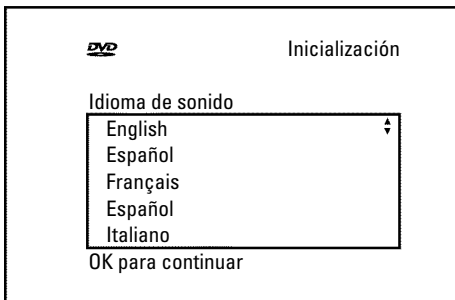 DVD
Inicialización
Idioma de sonido
English
Español
Français
Español
Italiano
OK para continuar